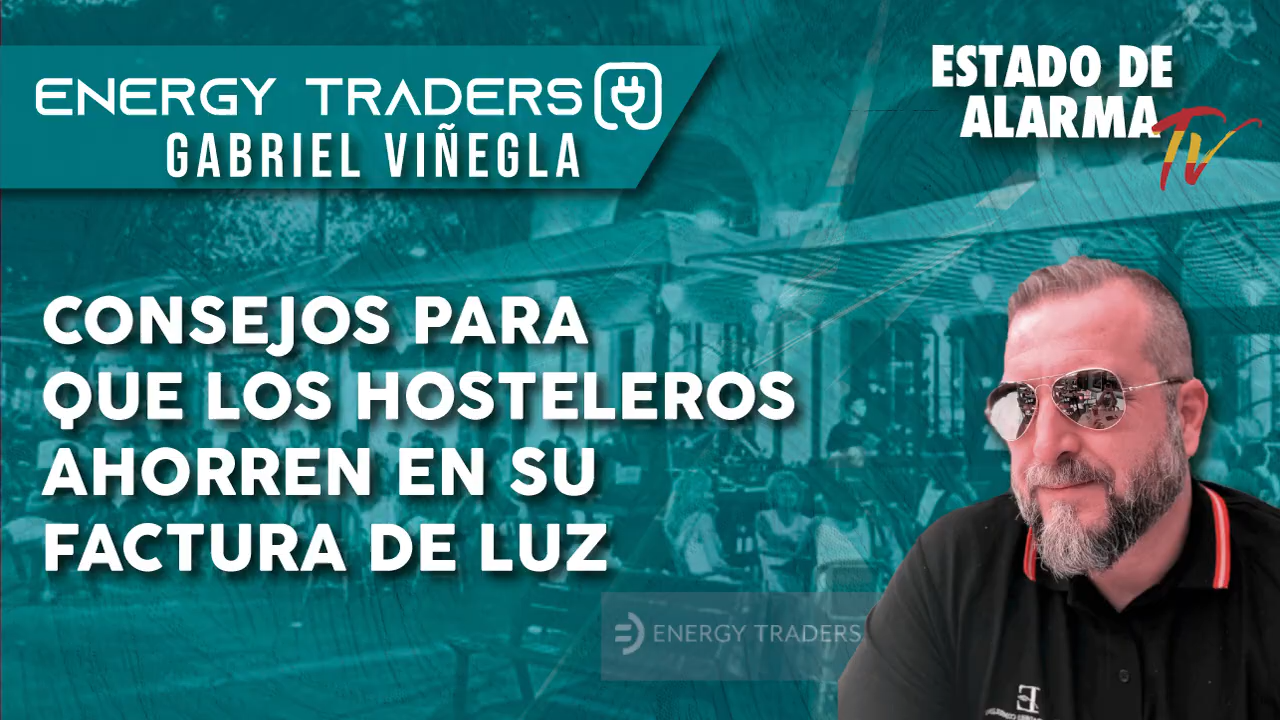 ENERGY TRADERS
GABRIEL VIÑEGLA
ESTADO DE
ALARMA
TV
CONSEJOS PARA
QUE LOS HOSTELEROS
AHORREN EN SU
FACTURA DE LUZ
ENERGY TRADERS